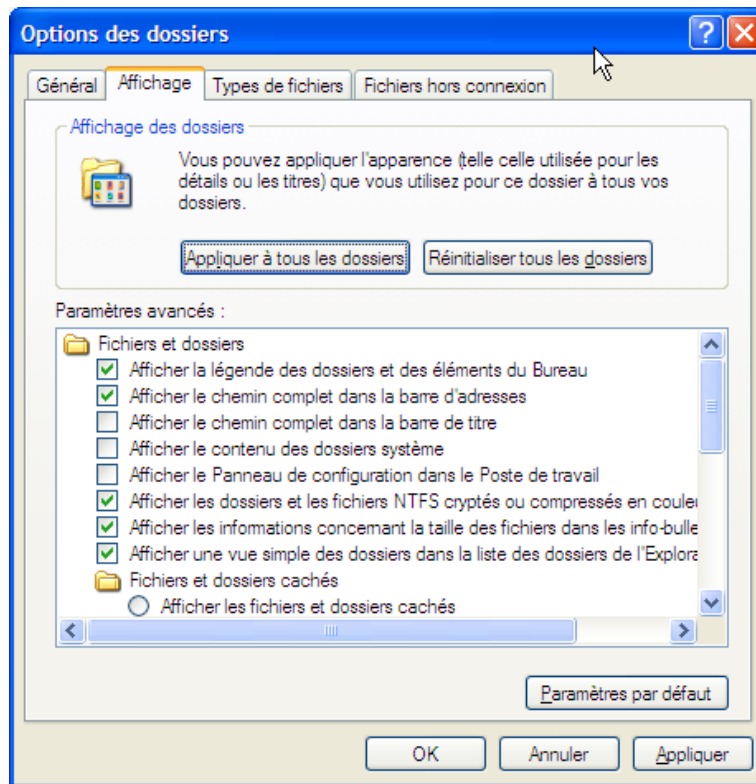 Options des dossiers
Général
Affichage
Types de fichiers
Fichiers hors connexion
Affichage des dossiers
Vous pouvez appliquer l'apparence (telle celle utilisée pour les
détails ou les titres) que vous utilisez pour ce dossier à tous vos
dossiers.
Appliquer à tous les dossiers
Réinitialiser tous les dossiers
Paramètres avancés :
Fichiers et dossiers
Afficher la légende des dossiers et des éléments du Bureau
Afficher le chemin complet dans la barre d'adresses
Afficher le chemin complet dans la barre de titre
Afficher le contenu des dossiers système
Afficher le Panneau de configuration dans le Poste de travail
Afficher les dossiers et les fichiers NTFS cryptés ou compressés en couleu
Afficher les informations concernant la taille des fichiers dans les info-bulle
Afficher une vue simple des dossiers dans la liste des dossiers de l'Explora
Fichiers et dossiers cachés
Afficher les fichiers et dossiers cachés
Paramètres par défaut
OK
Annuler
Appliquer